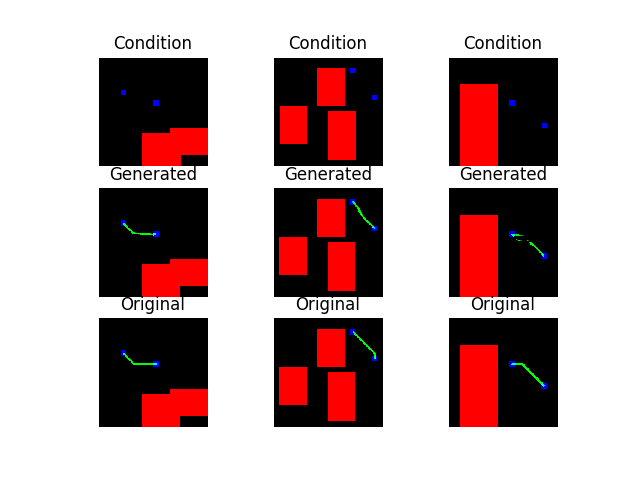 Condition Condition Condition
Generated Generated Generated
Original Original Original